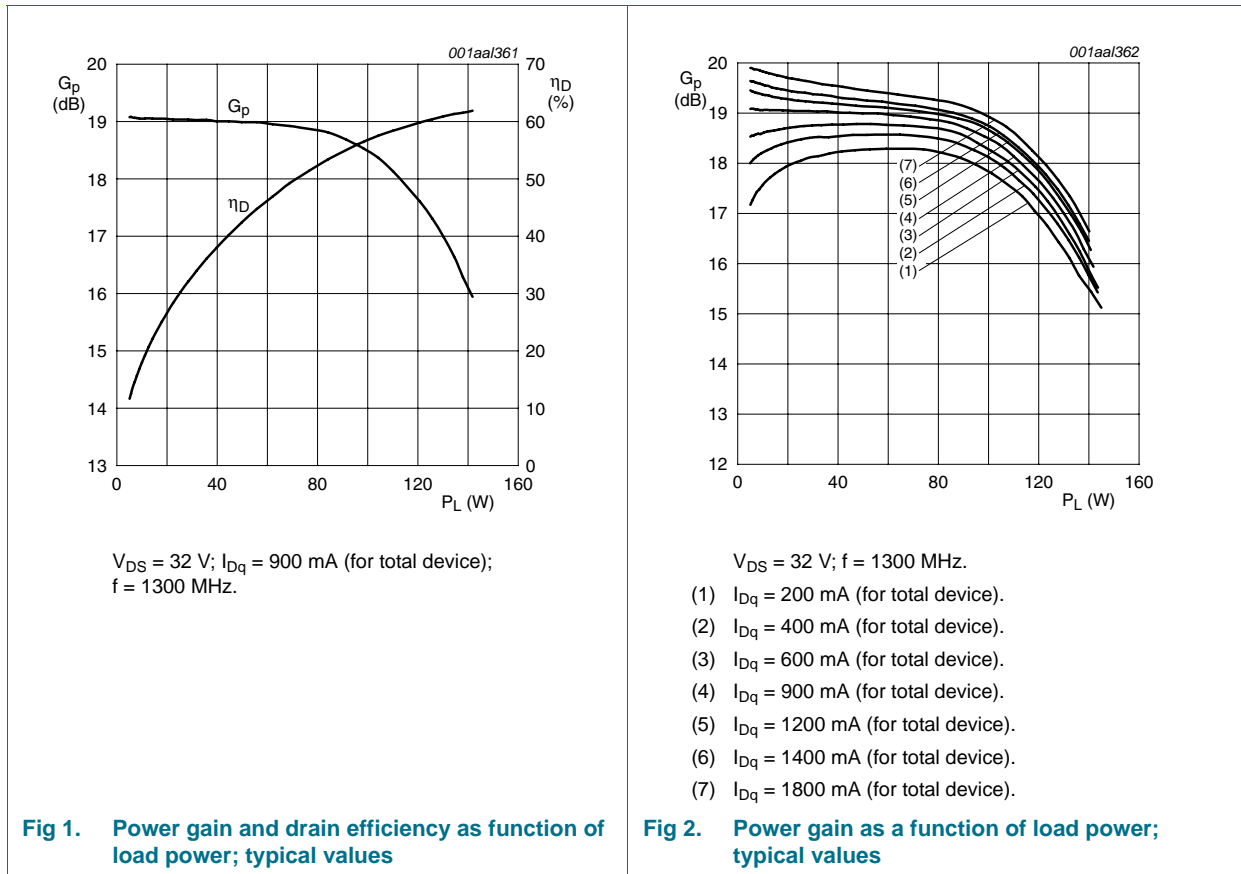 001aal361
20
70
Gp
(dB)
ηD
(%)
Gp
19
60
18
50
ηD
17
40
16
30
15
20
14
10
13
0
0
40
80
120
160
PL (W)
VDS = 32 V; IDq = 900 mA (for total device);
f = 1300 MHz.
Fig 1. Power gain and drain efficiency as function of
load power; typical values
001aal362
20
Gp
(dB)
19
18
(7)
(6)
(5)
(4)
17
(3)
(2)
16
(1)
15
14
13
12
0
40
80
120
160
PL (W)
VDS = 32 V; f = 1300 MHz.
(1) IDq = 200 mA (for total device).
(2) IDq = 400 mA (for total device).
(3) IDq = 600 mA (for total device).
(4) IDq = 900 mA (for total device).
(5) IDq = 1200 mA (for total device).
(6) IDq = 1400 mA (for total device).
(7) IDq = 1800 mA (for total device).
Fig 2. Power gain as a function of load power;
typical values